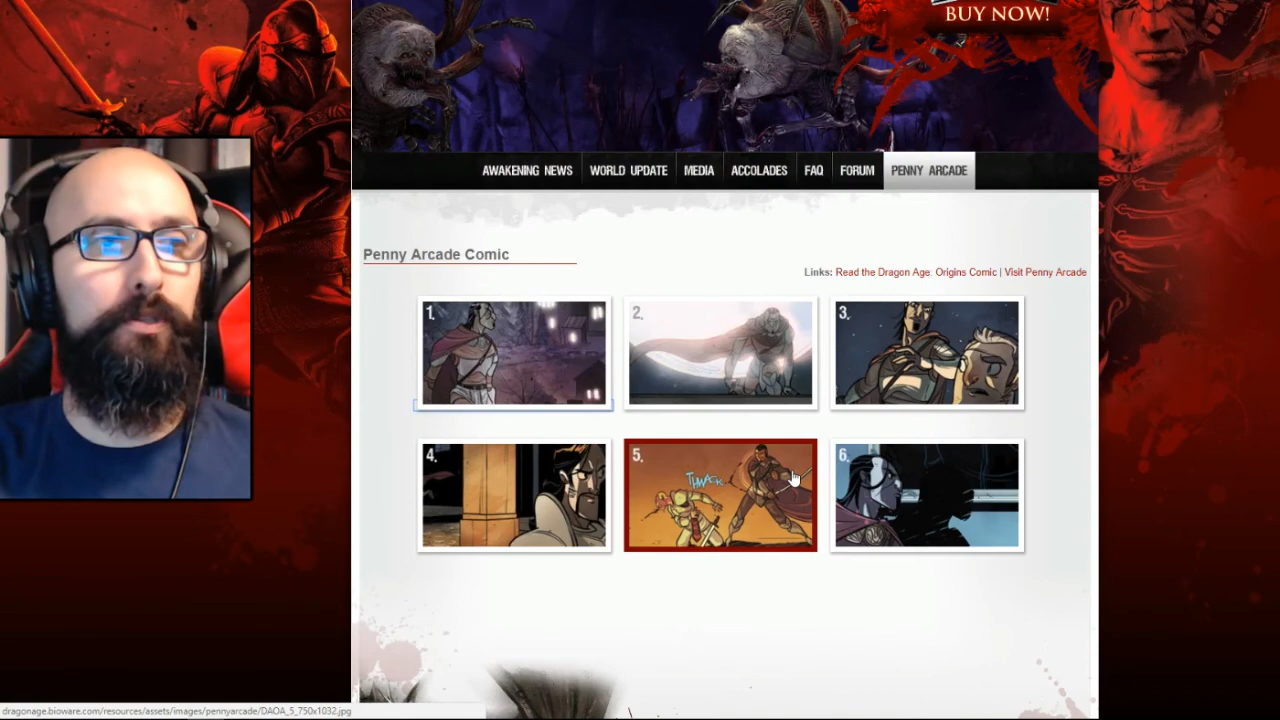 BUY NOW!
AWAKENING NEWS WORLD UPDATE MEDIA ACCOLADES FAQ FORUM PENNY ARCADE
Penny Arcade Comic
Links: Read the Dragon Age: Origins Comic | Visit Penny Arcade
1. 2. 3.
4. 5. 6.
THWACK
dragonage.bioware.com/resources/assets/images/pennyarcade/DAOA_5_750x1032.jpg